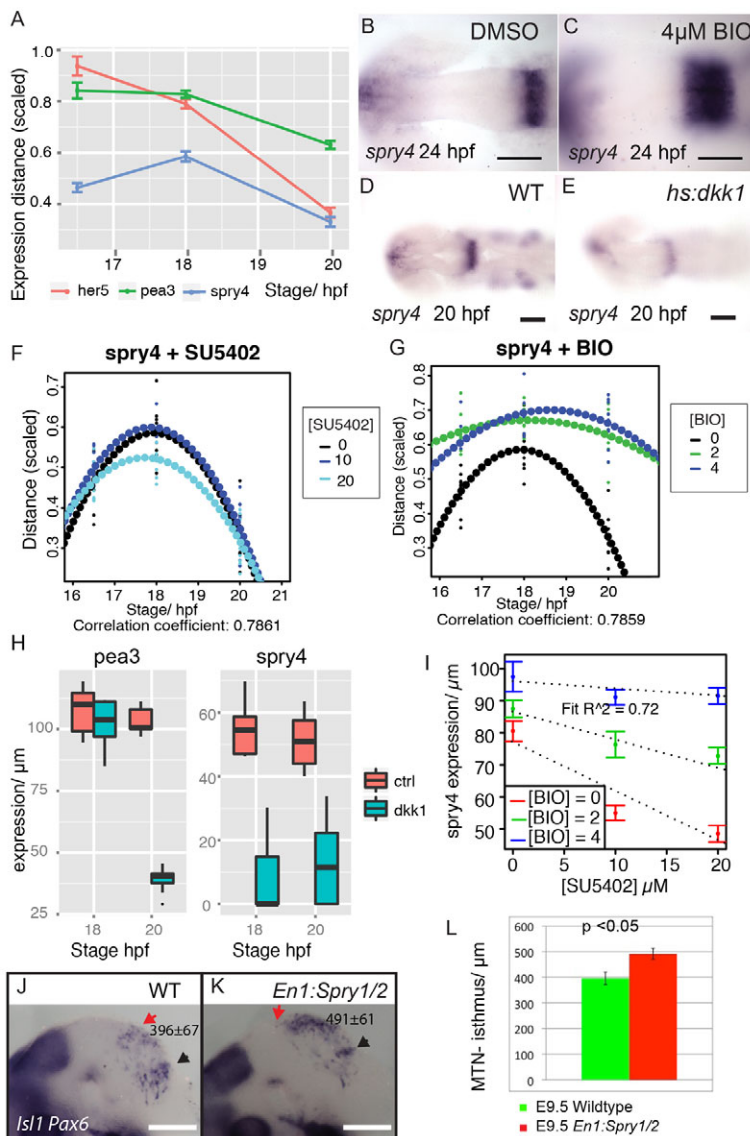 A
Expression distance (scaled)
1.0
0.8
0.6
0.4
17
18
19
20
her5
pea3
spry4
Stage/ hpf
B
DMSO
spry4 24 hpf
C
4µM BIO
spry4 24 hpf
D
WT
spry4 20 hpf
E
hs:dkk1
spry4 20 hpf
F
spry4 + SU5402
Distance (scaled)
0.7
0.6
0.5
0.4
0.3
16
17
18
19
20
21
Stage/ hpf
Correlation coefficient: 0.7861
[SU5402]
0
10
20
G
spry4 + BIO
Distance (scaled)
0.8
0.7
0.6
0.5
0.4
0.3
16
17
18
19
20
21
Stage/ hpf
Correlation coefficient: 0.7859
[BIO]
0
2
4
H
pea3
spry4
expression/ µm
100
75
50
25
60
40
20
0
18
20
18
20
Stage hpf
Stage hpf
ctrl
dkk1
I
spry4 expression/ µm
100
90
80
70
60
50
Fit R^2 = 0.72
[BIO] = 0
[BIO] = 2
[BIO] = 4
0
5
10
15
20
[SU5402] µM
J
WT
396±67
Isl1 Pax6
K
En1:Spry1/2
491±61
L
p <0.05
MTN- isthmus/ µm
600
500
400
300
200
100
0
E9.5 Wildtype
E9.5 En1:Spry1/2